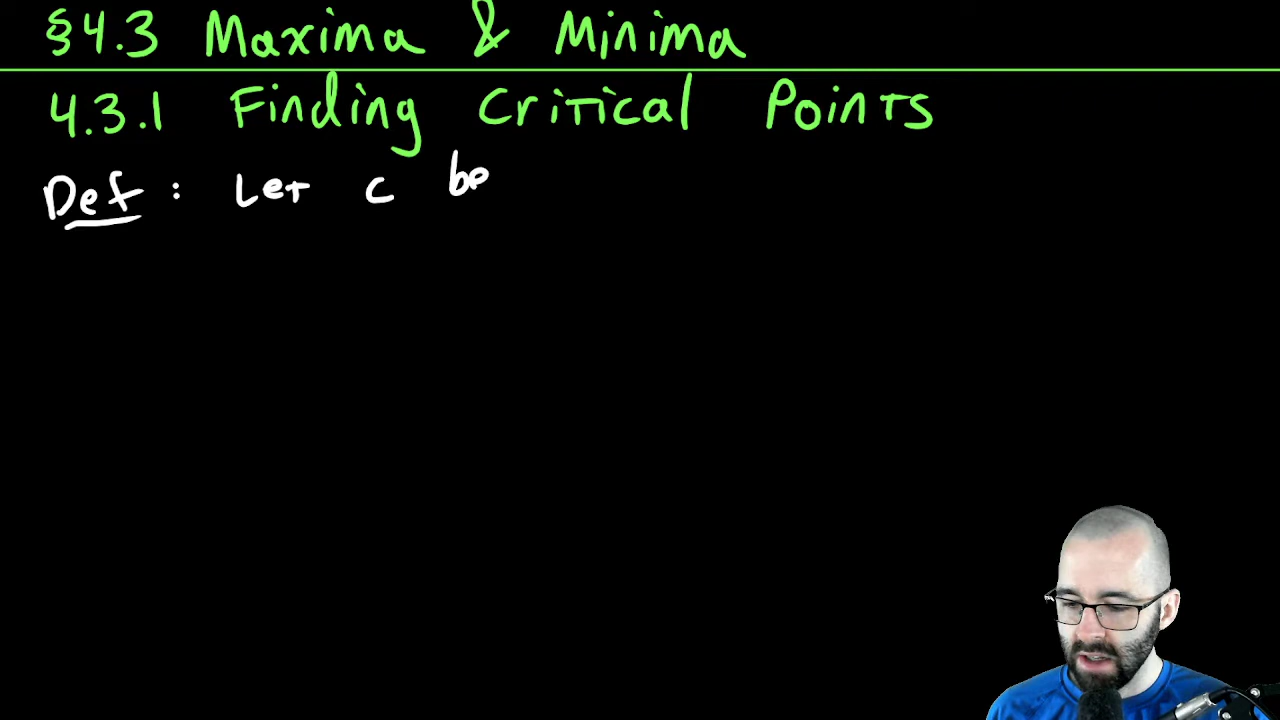 §4.3 Maxima & Minima
4.3.1 Finding Critical Points
Def: Let c be